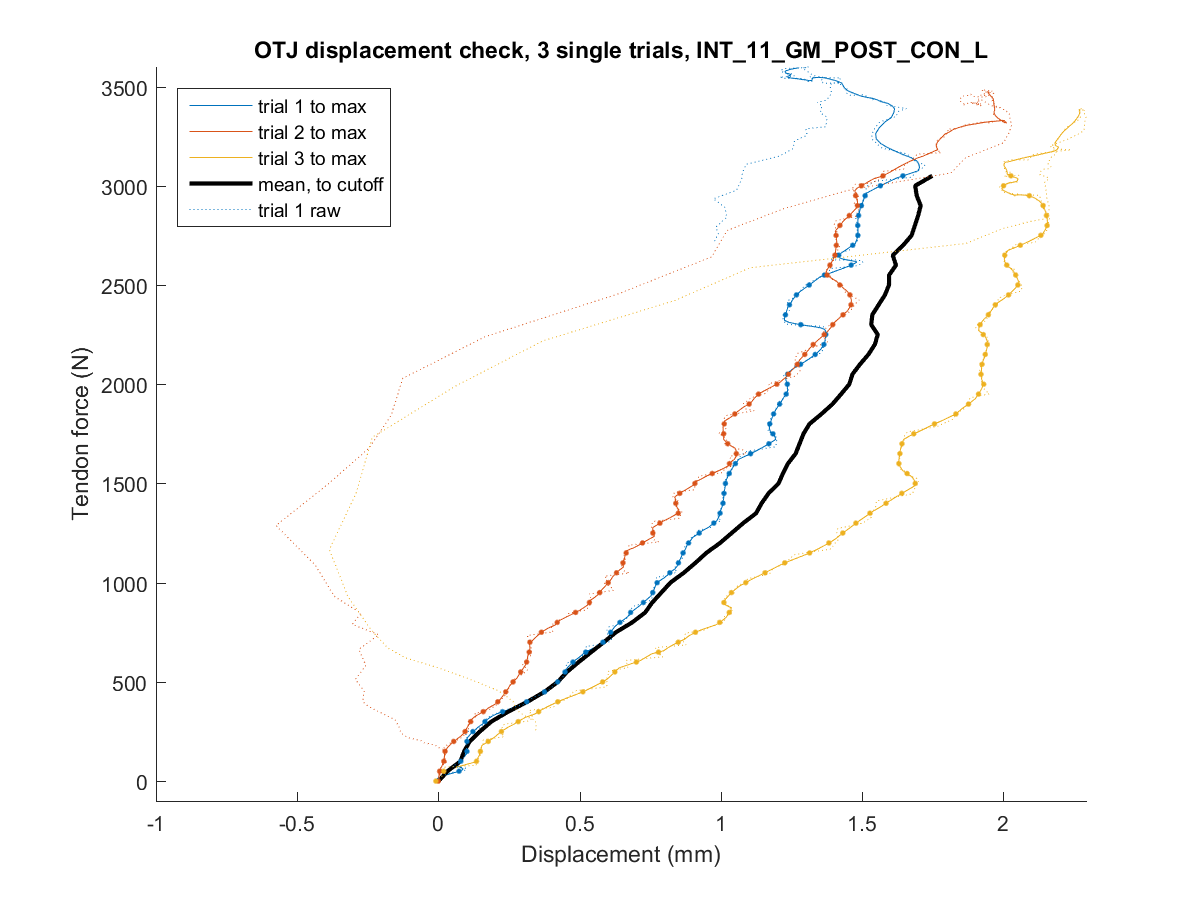 OTJ displacement check, 3 single trials, INT_11_GM_POST_CON_L
trial 1 to max
trial 2 to max
trial 3 to max
mean, to cutoff
trial 1 raw
3500
3000
2500
2000
1500
1000
500
0
Tendon force (N)
-1
-0.5
0
0.5
1
1.5
2
Displacement (mm)